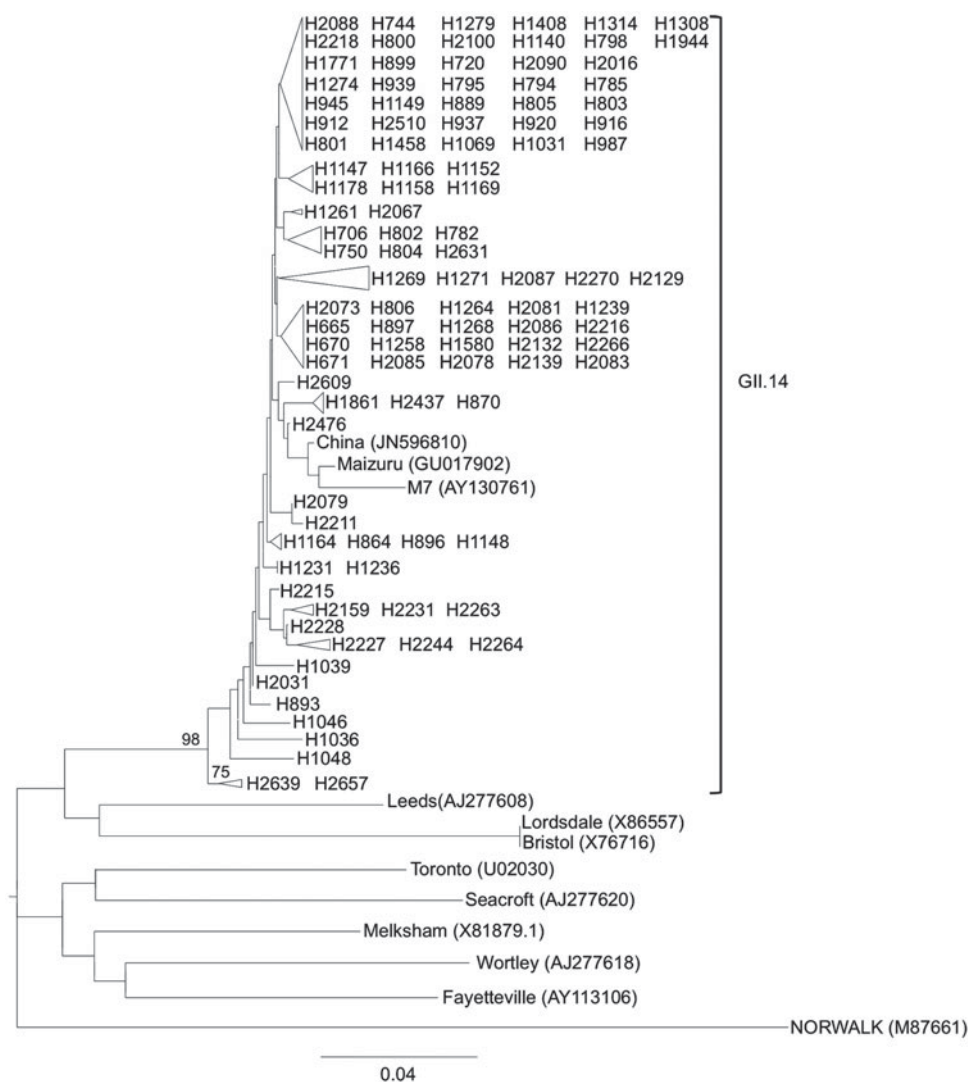 H2088 H744 H1279 H1408 H1314 H1308
H2218 H800 H2100 H1140 H798 H1944
H1771 H899 H720 H2090 H2016
H1274 H939 H795 H794 H785
H945 H1149 H889 H805 H803
H912 H2510 H937 H920 H916
H801 H1458 H1069 H1031 H987
H1147 H1166 H1152
H1178 H1158 H1169
H1261 H2067
H706 H802 H782
H750 H804 H2631
H1269 H1271 H2087 H2270 H2129
H2073 H806 H1264 H2081 H1239
H665 H897 H1268 H2086 H2216
H670 H1258 H1580 H2132 H2266
H671 H2085 H2078 H2139 H2083
H2609
GII.14
H1861 H2437 H870
H2476
China (JN596810)
Maizuru (GU017902)
M7 (AY130761)
H2079
H2211
H1164 H864 H896 H1148
H1231 H1236
H2215
H2159 H2231 H2263
H2228
H2227 H2244 H2264
H1039
H2031
H893
H1046
98
H1036
H1048
75
H2639 H2657
Leeds(AJ277608)
Lordsdale (X86557)
Bristol (X76716)
Toronto (U02030)
Seacroft (AJ277620)
Melksham (X81879.1)
Wortley (AJ277618)
Fayetteville (AY113106)
NORWALK (M87661)
0.04